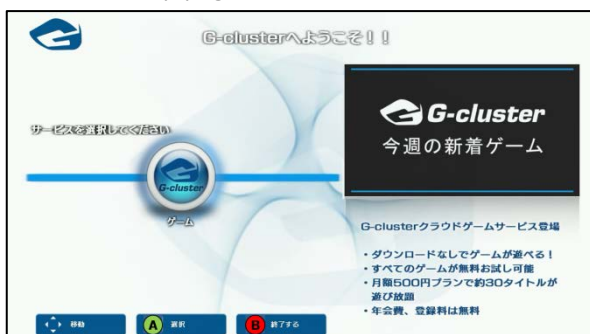 G-clusterへようこそ!!
サービスを選択してください
G-cluster
ゲーム
G-cluster
今週の新着ゲーム
G-clusterクラウドゲームサービス登場
・ダウンロードなしでゲームが遊べる!
・すべてのゲームが無料お試し可能
・月額500円プランで約30タイトルが
遊び放題
・年会費、登録料は無料
移動
A 選択
B 終了する